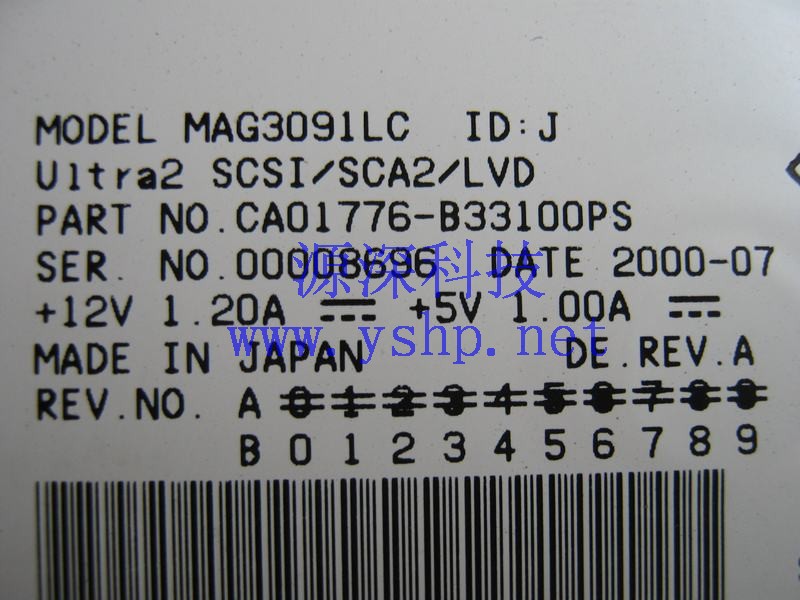 MODEL MAG3091LC ID:J
Ultra2 SCSI/SCA2/LVD
PART NO.CA01776-B33100PS
SER. NO.00008696 DATE 2000-07
源深科技
+12V 1.20A +5V 1.00A
www.yshp.net
MADE IN JAPAN DE.REV.A
REV.NO. A 0 1 2 3 4 5 6 7 8 9
B 0 1 2 3 4 5 6 7 8 9